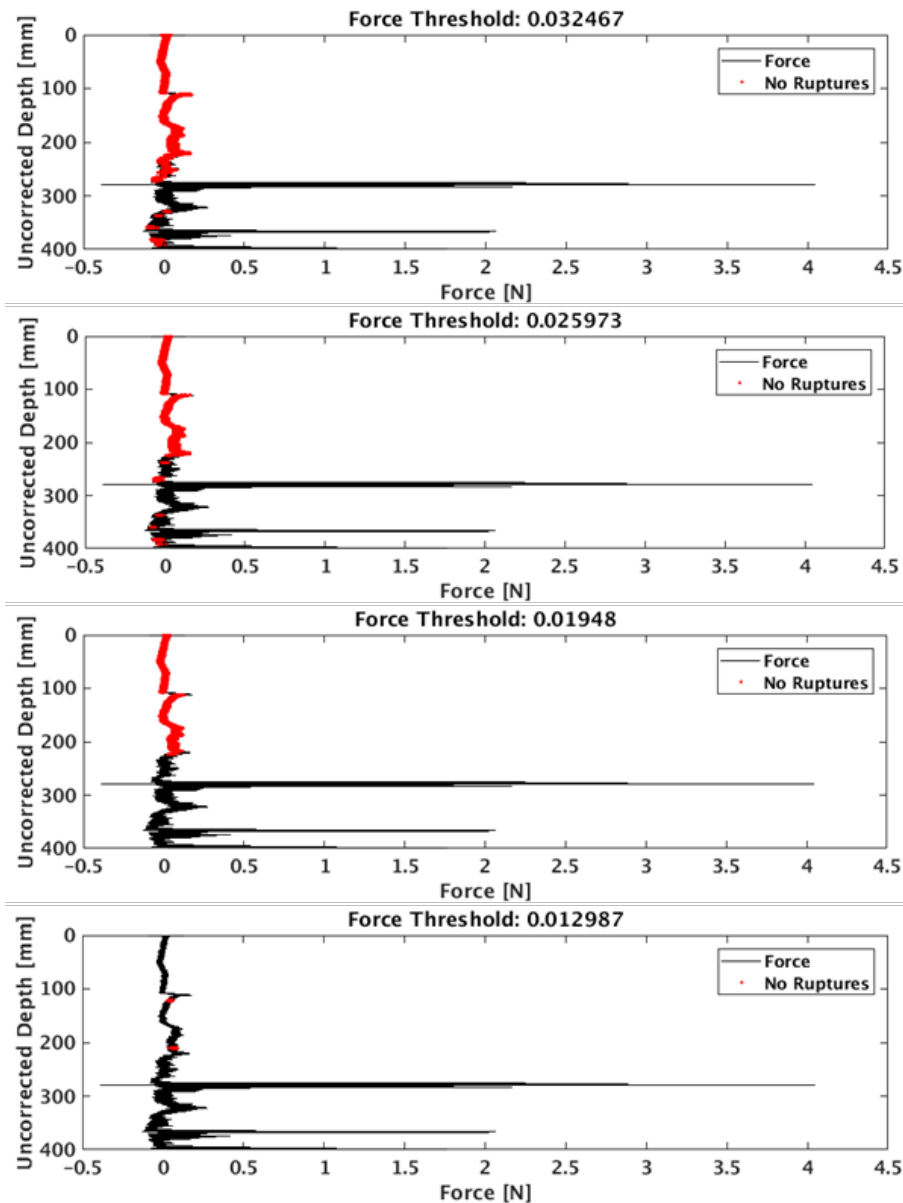 Force Threshold: 0.032467
0
100
200
300
400
Uncorrected Depth [mm]
Force
No Ruptures
−0.5 0 0.5 1 1.5 2 2.5 3 3.5 4 4.5
Force [N]
Force Threshold: 0.025973
0
100
200
300
400
Uncorrected Depth [mm]
Force
No Ruptures
−0.5 0 0.5 1 1.5 2 2.5 3 3.5 4 4.5
Force [N]
Force Threshold: 0.01948
0
100
200
300
400
Uncorrected Depth [mm]
Force
No Ruptures
−0.5 0 0.5 1 1.5 2 2.5 3 3.5 4 4.5
Force [N]
Force Threshold: 0.012987
0
100
200
300
400
Uncorrected Depth [mm]
Force
No Ruptures
−0.5 0 0.5 1 1.5 2 2.5 3 3.5 4 4.5
Force [N]